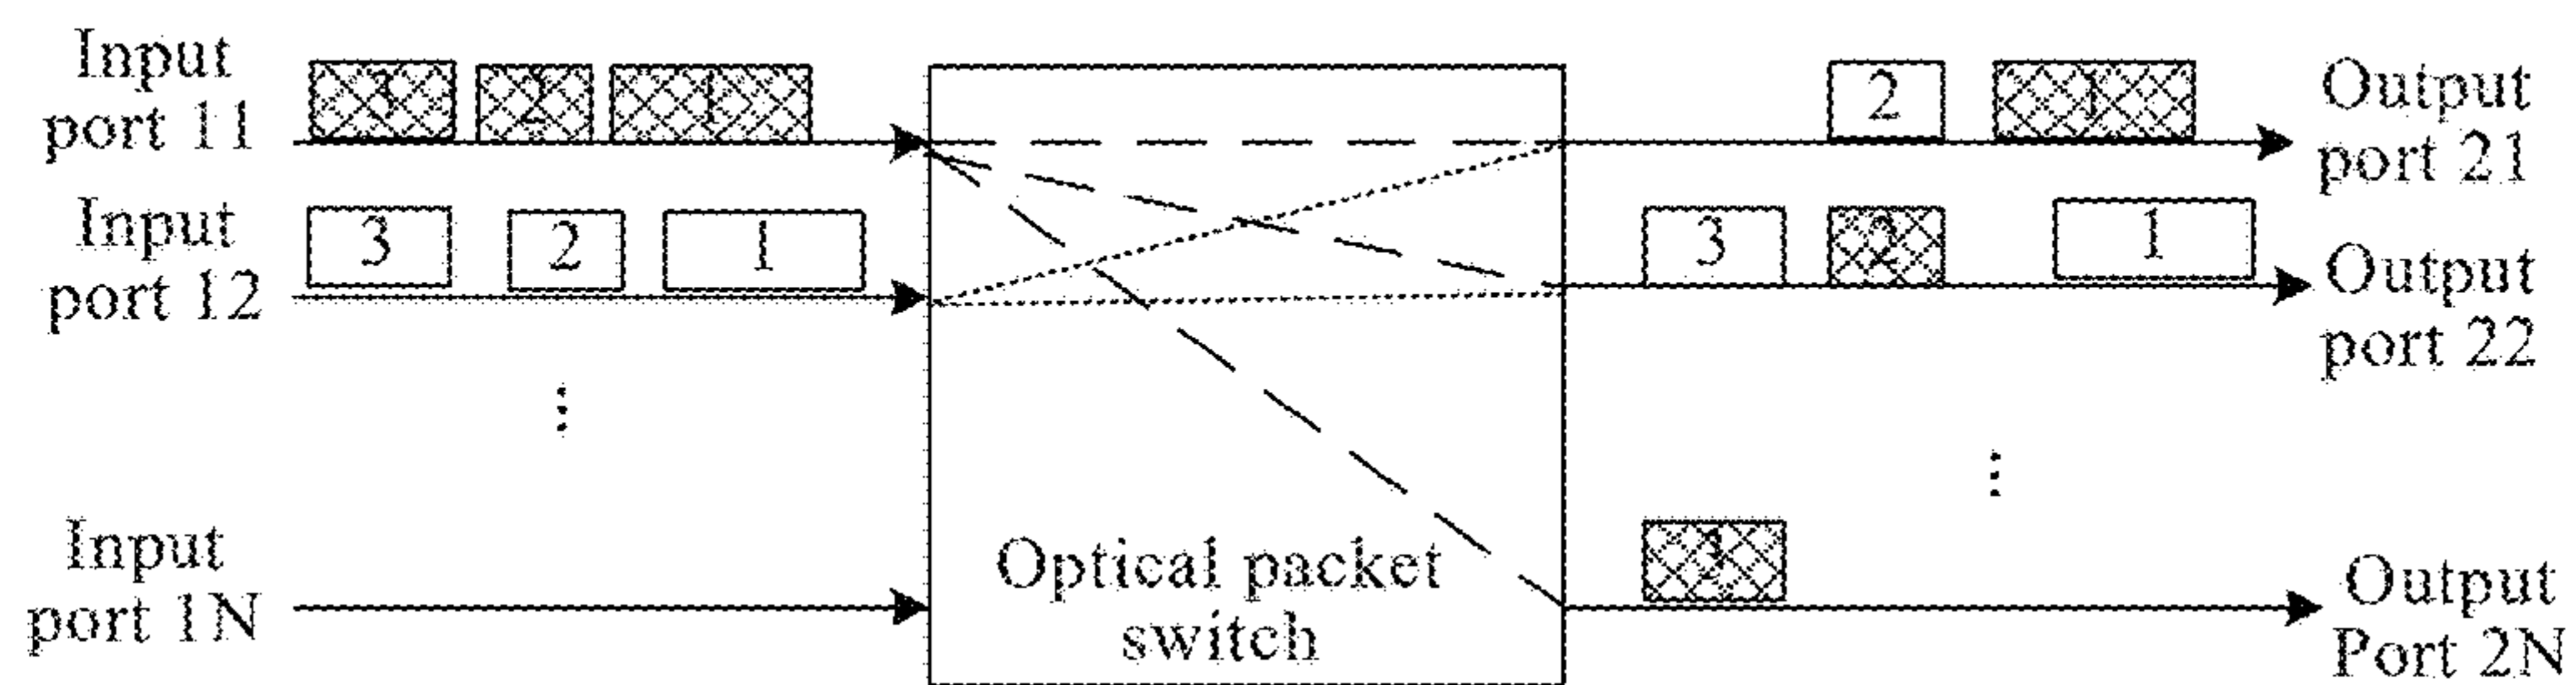 Input
port 11
3
2
1
2
1
Output
port 21
Input
port 12
3
2
1
3
2
1
Output
port 22
Input
port 1N
Optical packet
switch
3
Output
Port 2N